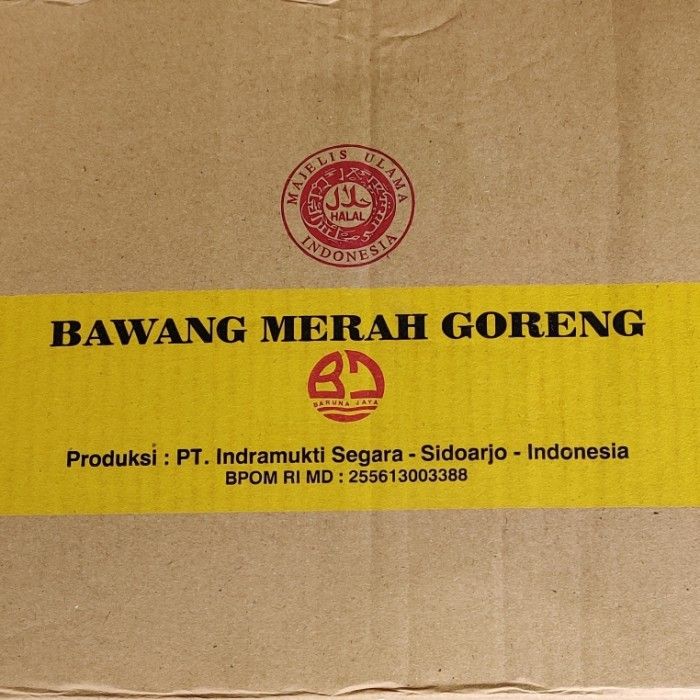 MAJELIS ULAMA
حلال
HALAL
INDONESIA
BAWANG MERAH GORENG
BJ
BARUNA JAYA
Produksi : PT. Indramukti Segara - Sidoarjo - Indonesia
BPOM RI MD : 255613003388